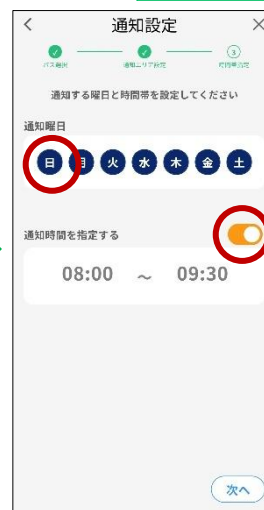 通知設定
バス選択 通知エリア設定 3 時間帯指定
通知する曜日と時間帯を設定してください
通知曜日
日 月 火 水 木 金 土
通知時間を指定する
08:00 ～ 09:30
次へ